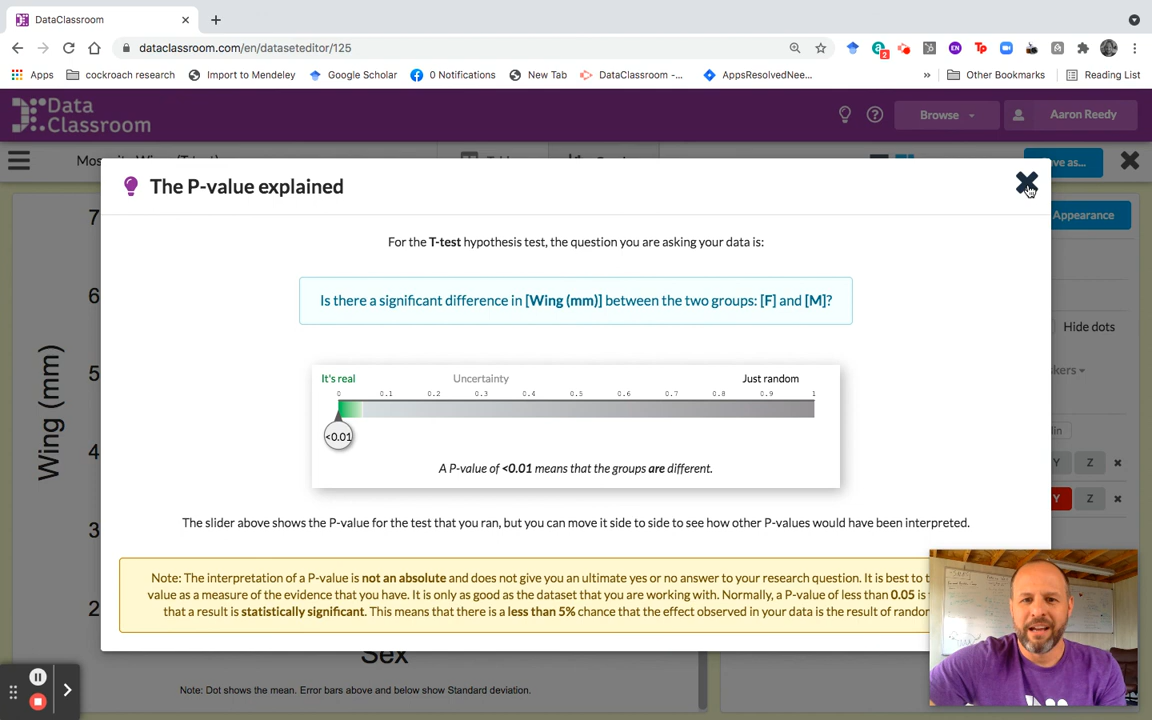 DataClassroom
dataclassroom.com/en/dataseteditor/125
2
Apps
cockroach research
Import to Mendeley
Google Scholar
0 Notifications
New Tab
DataClassroom -...
AppsResolvedNee...
»
Other Bookmarks
Reading List
Data
Classroom
Browse
Aaron Reedy
ve as...
The P-value explained
Appearance
7
For the T-test hypothesis test, the question you are asking your data is:
6
Is there a significant difference in [Wing (mm)] between the two groups: [F] and [M]?
Hide dots
Wing (mm)
5
It's real
Uncertainty
Just random
0 0.1 0.2 0.3 0.4 0.5 0.6 0.7 0.8 0.9 1
<0.01
4
Y
Z
A P-value of <0.01 means that the groups are different.
Y
Z
3
The slider above shows the P-value for the test that you ran, but you can move it side to side to see how other P-values would have been interpreted.
Note: The interpretation of a P-value is not an absolute and does not give you an ultimate yes or no answer to your research question. It is best to
value as a measure of the evidence that you have. It is only as good as the dataset that you are working with. Normally, a P-value of less than 0.05 is
2
that a result is statistically significant. This means that there is a less than 5% chance that the effect observed in your data is the result of
Sex
Note: Dot shows the mean. Error bars above and below show Standard deviation.